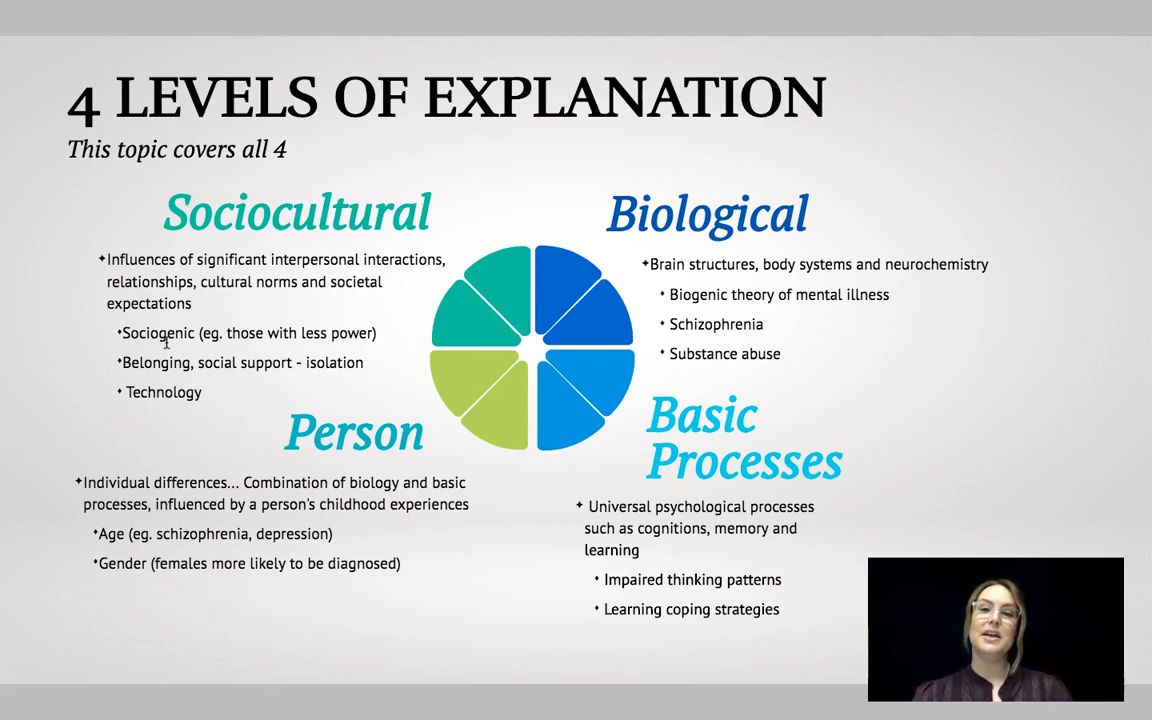 4 LEVELS OF EXPLANATION
This topic covers all 4
Sociocultural
Influences of significant interpersonal interactions,
relationships, cultural norms and societal
expectations
Sociogenic (eg. those with less power)
Belonging, social support - isolation
Technology
Biological
Brain structures, body systems and neurochemistry
Biogenic theory of mental illness
Schizophrenia
Substance abuse
Person
Individual differences... Combination of biology and basic
processes, influenced by a person's childhood experiences
Age (eg. schizophrenia, depression)
Gender (females more likely to be diagnosed)
Basic
Processes
Universal psychological processes
such as cognitions, memory and
learning
Impaired thinking patterns
Learning coping strategies